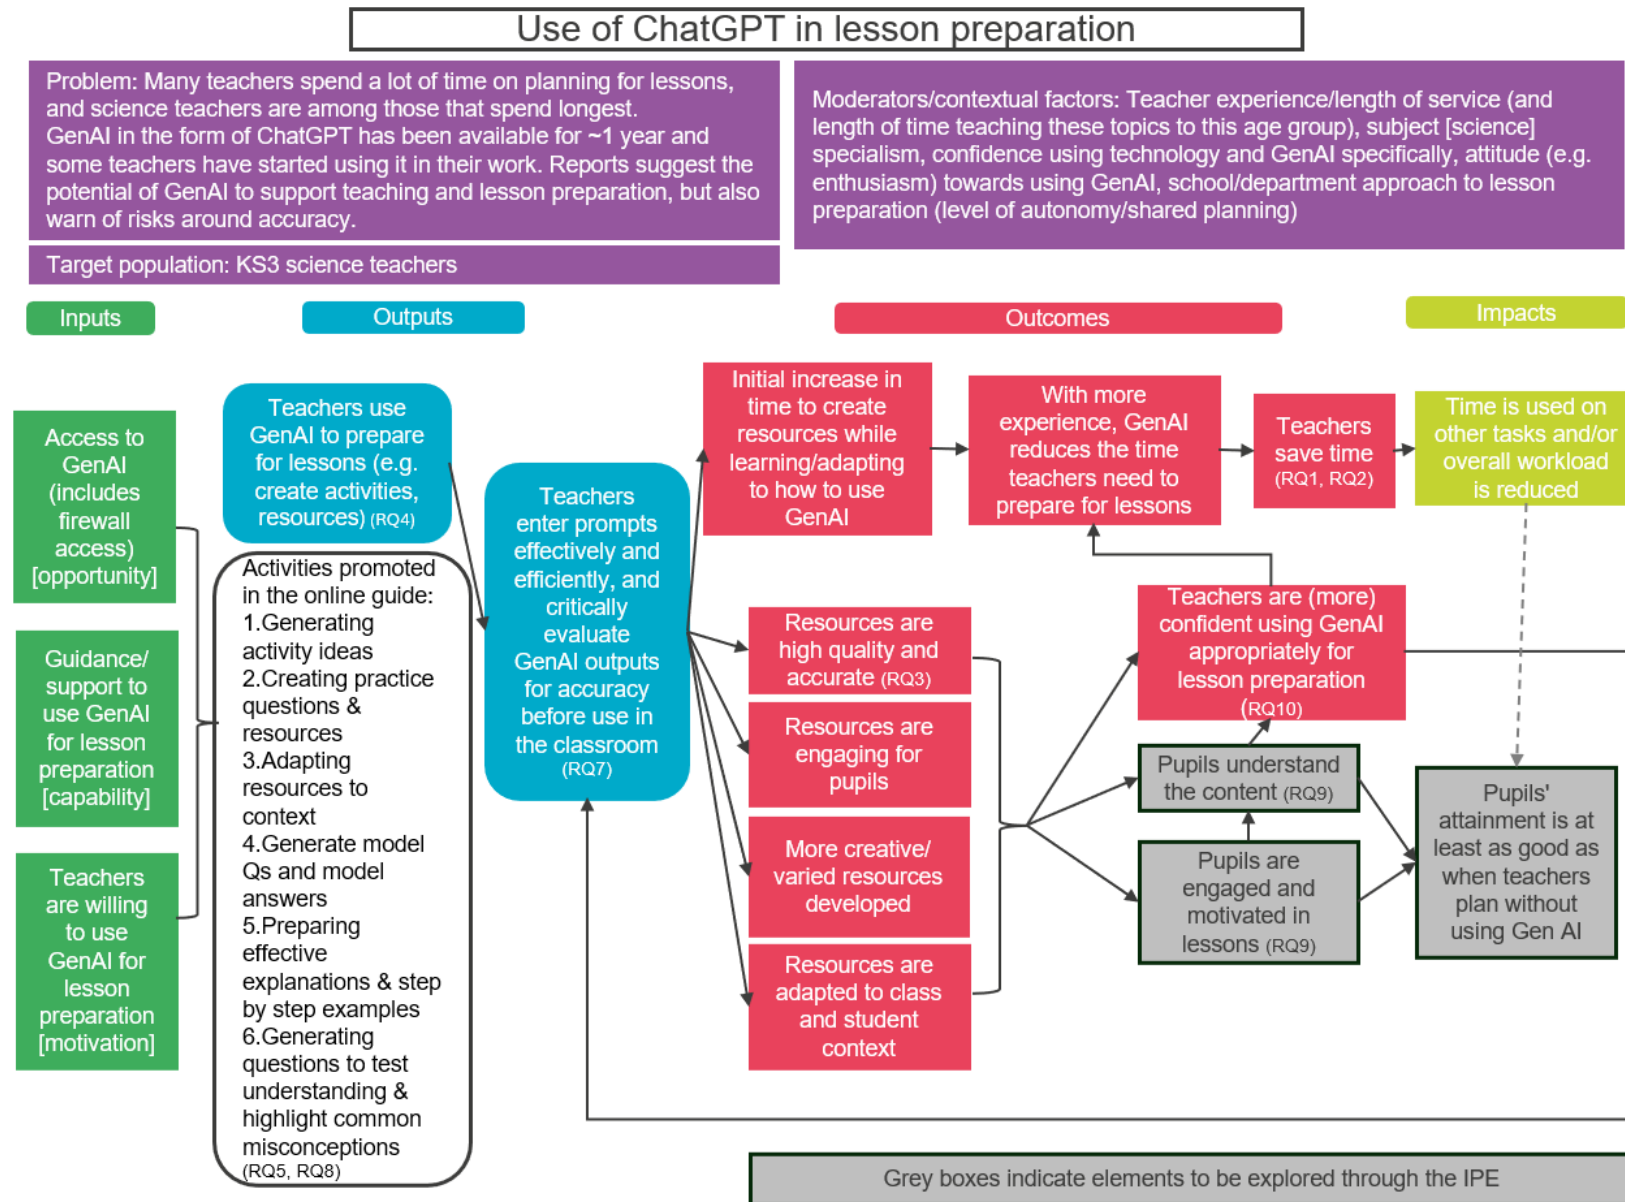 Use of ChatGPT in lesson preparation
Problem: Many teachers spend a lot of time on planning for lessons,
and science teachers are among those that spend longest.
GenAI in the form of ChatGPT has been available for ~1 year and
some teachers have started using it in their work. Reports suggest the
potential of GenAI to support teaching and lesson preparation, but also
warn of risks around accuracy.
Target population: KS3 science teachers
Moderators/contextual factors: Teacher experience/length of service (and
length of time teaching these topics to this age group), subject [science]
specialism, confidence using technology and GenAI specifically, attitude (e.g.
enthusiasm) towards using GenAI, school/department approach to lesson
preparation (level of autonomy/shared planning)
Inputs
Outputs
Outcomes
Impacts
Access to
GenAI
(includes
firewall
access)
[opportunity]
Guidance/
support to
use GenAI
for lesson
preparation
[capability]
Teachers
are willing
to use
GenAI for
lesson
preparation
[motivation]
Teachers use
GenAI to prepare
for lessons (e.g.
create activities,
resources) (RQ4)
Activities promoted
in the online guide:
1.Generating
activity ideas
2.Creating practice
questions &
resources
3.Adapting
resources to
context
4.Generate model
Qs and model
answers
5.Preparing
effective
explanations & step
by step examples
6.Generating
questions to test
understanding &
highlight common
misconceptions
(RQ5, RQ8)
Teachers
enter prompts
effectively and
efficiently, and
critically
evaluate
GenAI outputs
for accuracy
before use in
the classroom
(RQ7)
Initial increase in
time to create
resources while
learning/adapting
to how to use
GenAI
With more
experience, GenAI
reduces the time
teachers need to
prepare for lessons
Teachers
save time
(RQ1, RQ2)
Time is used on
other tasks and/or
overall workload
is reduced
Resources are
high quality and
accurate (RQ3)
Resources are
engaging for
pupils
More creative/
varied resources
developed
Resources are
adapted to class
and student
context
Teachers are (more)
confident using GenAI
appropriately for
lesson preparation
(RQ10)
Pupils understand
the content (RQ9)
Pupils are
engaged and
motivated in
lessons (RQ9)
Pupils'
attainment is at
least as good as
when teachers
plan without
using Gen AI
Grey boxes indicate elements to be explored through the IPE